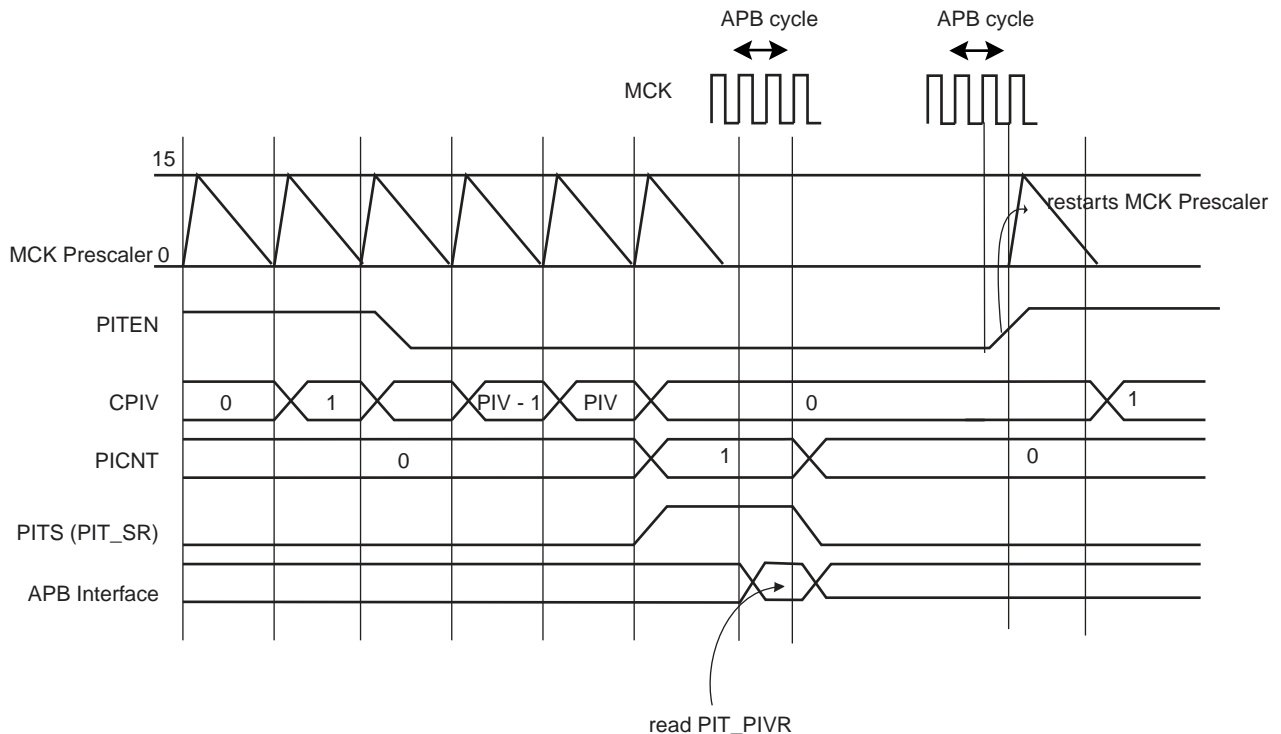 APB cycle
APB cycle
MCK
15
restarts MCK Prescaler
MCK Prescaler 0
PITEN
CPIV
0
1
PIV - 1
PIV
0
1
PICNT
0
1
0
PITS (PIT_SR)
APB Interface
read PIT_PIVR